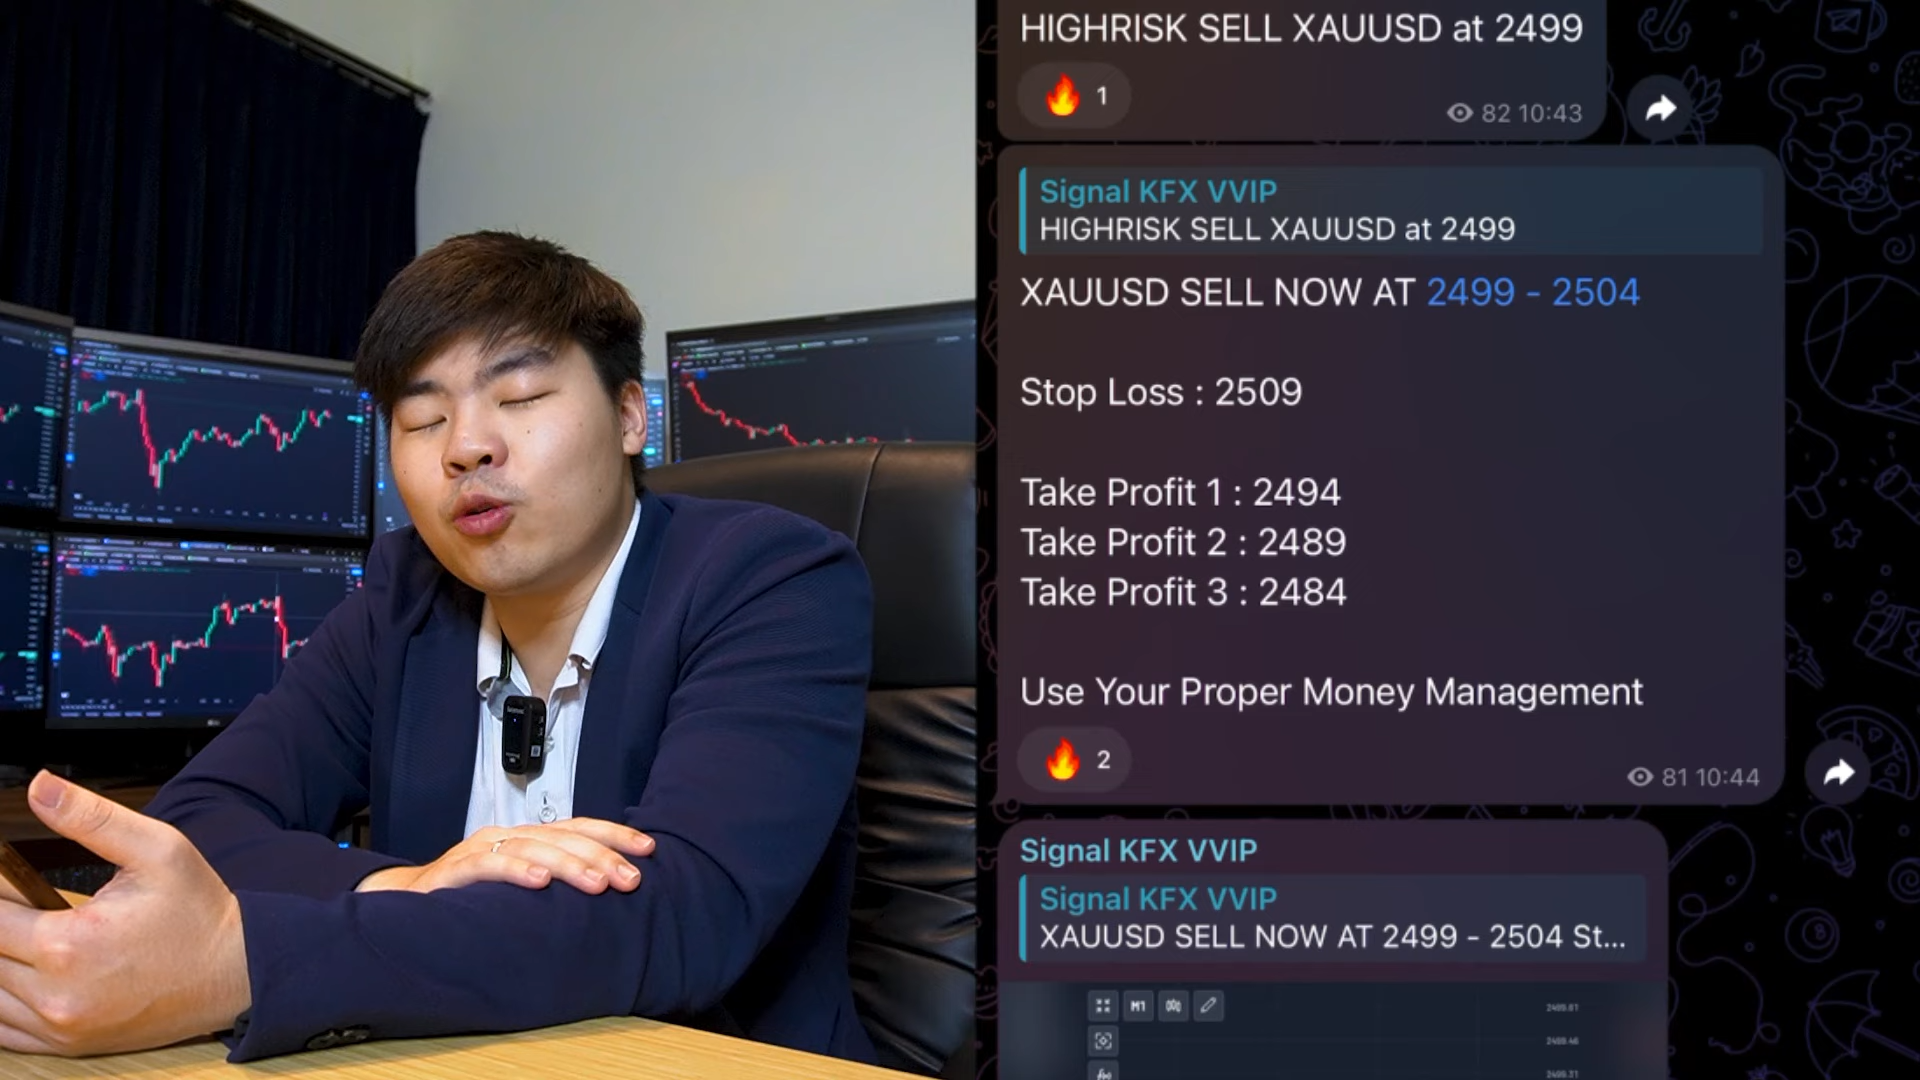 HIGHRISK SELL XAUUSD at 2499
🔥 1
82 10:43
Signal KFX VVIP
HIGHRISK SELL XAUUSD at 2499
XAUUSD SELL NOW AT 2499 - 2504
Stop Loss : 2509
Take Profit 1 : 2494
Take Profit 2 : 2489
Take Profit 3 : 2484
Use Your Proper Money Management
🔥 2
81 10:44
Signal KFX VVIP
Signal KFX VVIP
XAUUSD SELL NOW AT 2499 - 2504 St...
M1